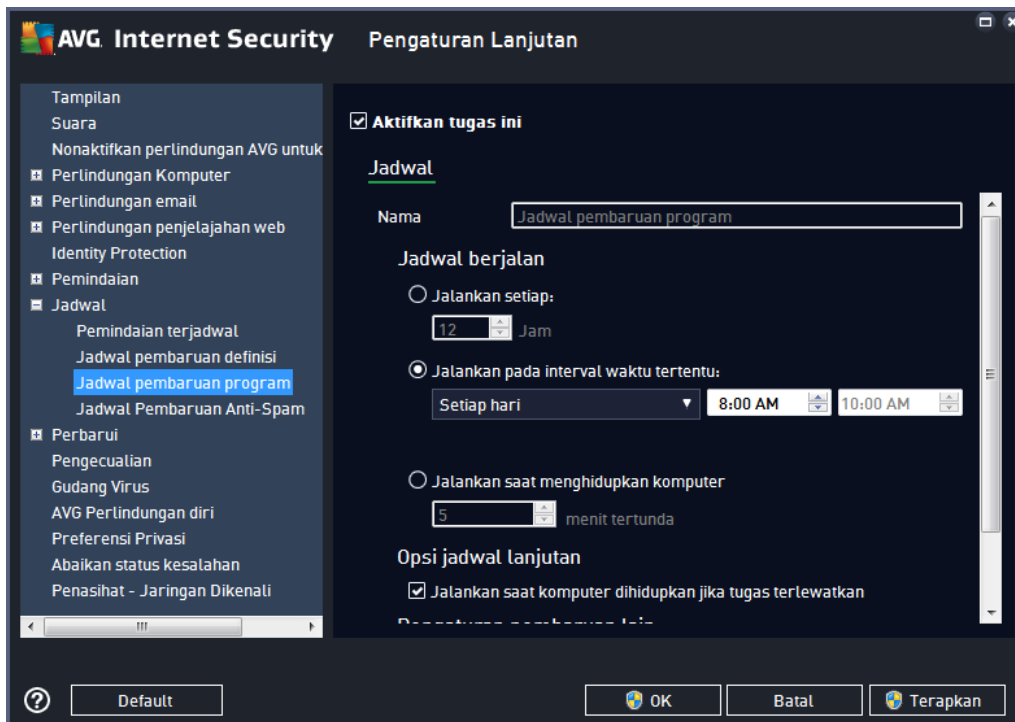 AVG. Internet Security Pengaturan Lanjutan
Tampilan
Suara
Nonaktifkan perlindungan AVG untuk
Perlindungan Komputer
Perlindungan email
Perlindungan penjelajahan web
Identity Protection
Pemindaian
Jadwal
Pemindaian terjadwal
Jadwal pembaruan definisi
Jadwal pembaruan program
Jadwal Pembaruan Anti-Spam
Perbarui
Pengecualian
Gudang Virus
AVG Perlindungan diri
Preferensi Privasi
Abaikan status kesalahan
Penasihat - Jaringan Dikenali
Aktifkan tugas ini
Jadwal
Nama Jadwal pembaruan program
Jadwal berjalan
Jalankan setiap:
12 Jam
Jalankan pada interval waktu tertentu:
Setiap hari 8:00 AM 10:00 AM
Jalankan saat menghidupkan komputer
5 menit tertunda
Opsi jadwal lanjutan
Jalankan saat komputer dihidupkan jika tugas terlewatkan
Pengaturan pembaruan lain
? Default OK Batal Terapkan